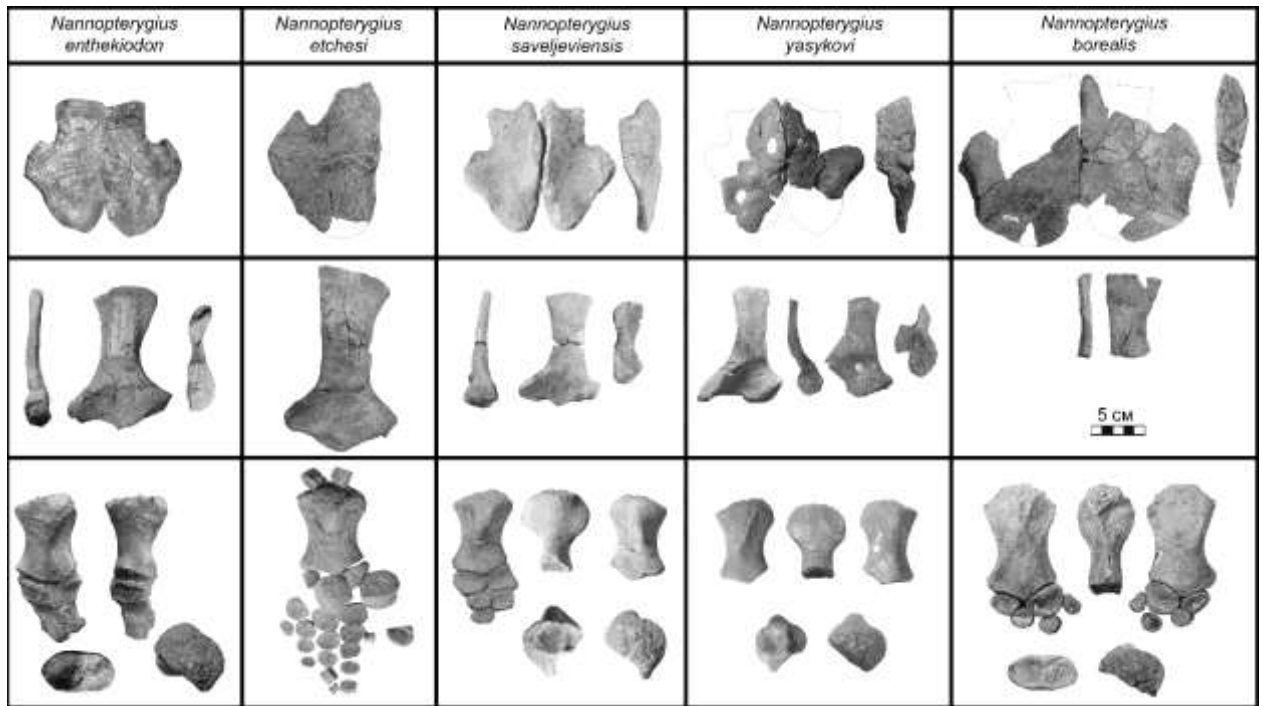 Nannopterygius
enthekiodon
Nannopterygius
etchesi
Nannopterygius
saveljeviensis
Nannopterygius
yasykovi
Nannopterygius
borealis
5 см